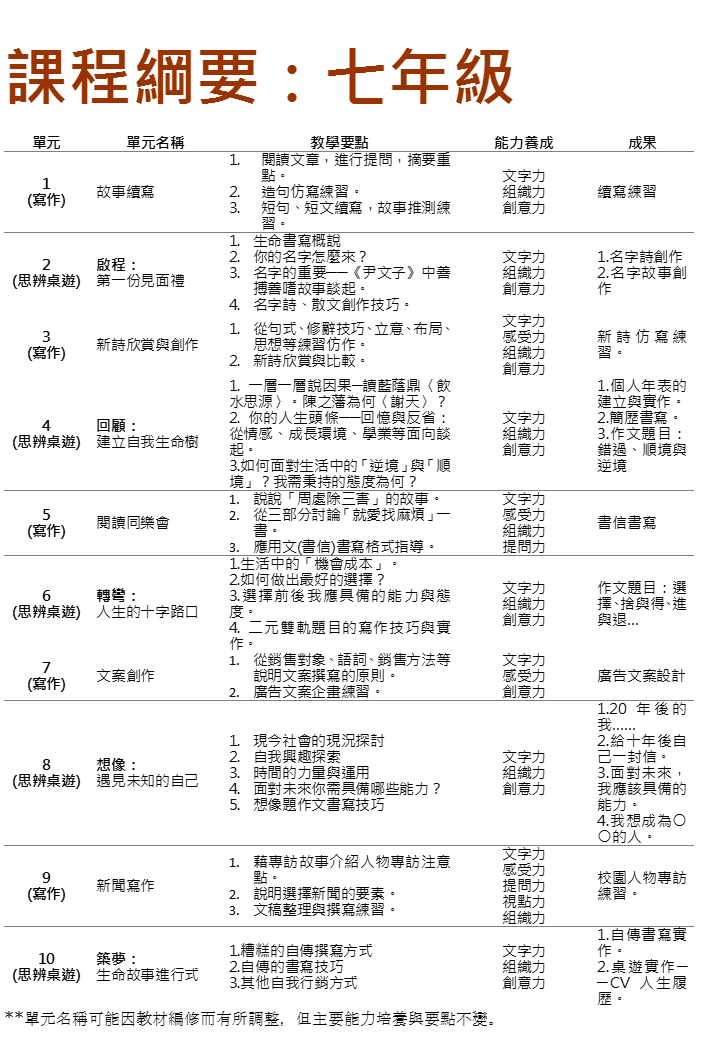 課程綱要：七年級
單元 單元名稱 教學要點 能力養成 成果
1
(寫作)
故事續寫
1. 閱讀文章，進行提問，摘要重
點。
2. 造句仿寫練習。
3. 短句、短文續寫，故事推測練
習。
文字力
組織力
創意力
續寫練習
2
(思辨桌遊)
啟程：
第一份見面禮
1. 生命書寫概說
2. 你的名字怎麼來？
3. 名字的重要──《尹文子》中善
搏善噬故事談起。
4. 名字詩、散文創作技巧。
文字力
組織力
創意力
1.名字詩創作
2.名字故事創
作
3
(寫作)
新詩欣賞與創作
1. 從句式、修辭技巧、立意、布局、
思想等練習仿作。
2. 新詩欣賞與比較。
文字力
感受力
組織力
創意力
新詩仿寫練
習。
4
(思辨桌遊)
回顧：
建立自我生命樹
1. 一層一層說因果─讀藍蔭鼎〈飲
水思源〉。陳之藩為何〈謝天〉？
2. 你的人生頭條──回憶與反省：
從情感、成長環境、學業等面向談
起。
3.如何面對生活中的「逆境」與「順
境」？我需秉持的態度為何？
文字力
組織力
創意力
1.個人年表的
建立與實作。
2.簡歷書寫。
3.作文題目：
錯過、順境與
逆境
5
(寫作)
閱讀同樂會
1. 說說「周處除三害」的故事。
2. 從三部分討論「就愛找麻煩」一
書。
3. 應用文(書信)書寫格式指導。
文字力
感受力
組織力
提問力
書信書寫
6
(思辨桌遊)
轉彎：
人生的十字路口
1.生活中的「機會成本」。
2.如何做出最好的選擇？
3.選擇前後我應具備的能力與態
度。
4. 二元雙軌題目的寫作技巧與實
作。
文字力
組織力
創意力
作文題目：選
擇、捨與得、進
與退...
7
(寫作)
文案創作
1. 從銷售對象、語詞、銷售方法等
說明文案撰寫的原則。
2. 廣告文案企畫練習。
文字力
感受力
創意力
廣告文案設計
8
(思辨桌遊)
想像：
遇見未知的自己
1. 現今社會的現況探討
2. 自我興趣探索
3. 時間的力量與運用
4. 面對未來你需具備哪些能力？
5. 想像題作文書寫技巧
文字力
組織力
創意力
1.20 年後的
我......
2.給十年後自
己一封信。
3.面對未來，
我應該具備的
能力。
4.我想成為○
○的人。
9
(寫作)
新聞寫作
1. 藉專訪故事介紹人物專訪注意
點。
2. 說明選擇新聞的要素。
3. 文稿整理與撰寫練習。
文字力
感受力
提問力
視點力
組織力
校園人物專訪
練習。
10
(思辨桌遊)
築夢：
生命故事進行式
1.糟糕的自傳撰寫方式
2.自傳的書寫技巧
3.其他自我行銷方式
文字力
組織力
創意力
1.自傳書寫實
作。
2.桌遊實作─
─CV 人生履
歷。
**單元名稱可能因教材編修而有所調整，但主要能力培養與要點不變。